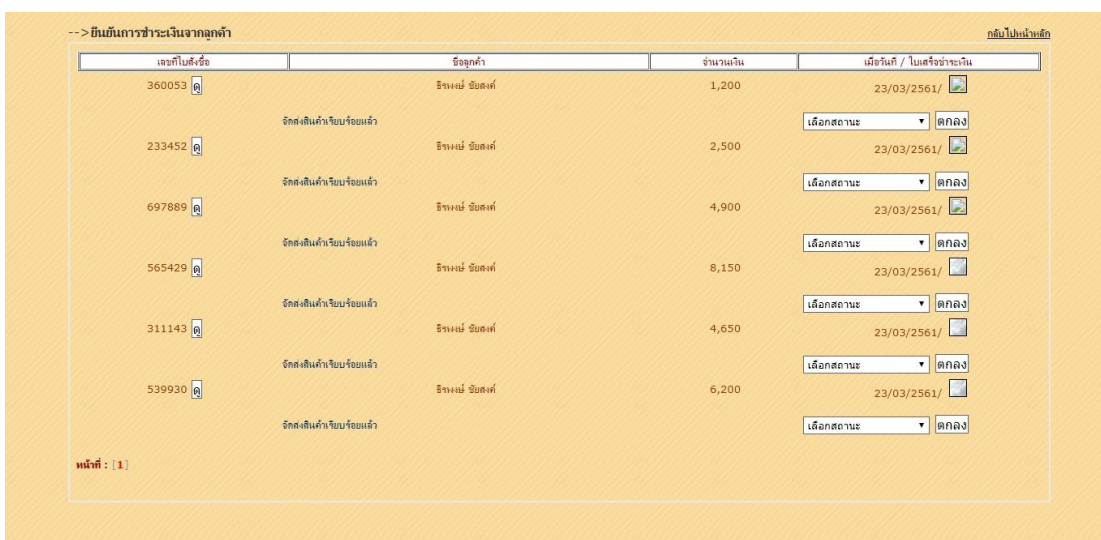 -->ยืนยันการชำระเงินจากลูกค้า กลับไปหน้าหลัก
เลขที่ใบสั่งซื้อ ชื่อลูกค้า จำนวนเงิน เมื่อวันที่ / ใบเสร็จชำระเงิน
360053 ดู ธีรพงษ์ ชัยสงค์ 1,200 23/03/2561/
จัดส่งสินค้าเรียบร้อยแล้ว เลือกสถานะ ตกลง
233452 ดู ธีรพงษ์ ชัยสงค์ 2,500 23/03/2561/
จัดส่งสินค้าเรียบร้อยแล้ว เลือกสถานะ ตกลง
697889 ดู ธีรพงษ์ ชัยสงค์ 4,900 23/03/2561/
จัดส่งสินค้าเรียบร้อยแล้ว เลือกสถานะ ตกลง
565429 ดู ธีรพงษ์ ชัยสงค์ 8,150 23/03/2561/
จัดส่งสินค้าเรียบร้อยแล้ว เลือกสถานะ ตกลง
311143 ดู ธีรพงษ์ ชัยสงค์ 4,650 23/03/2561/
จัดส่งสินค้าเรียบร้อยแล้ว เลือกสถานะ ตกลง
539930 ดู ธีรพงษ์ ชัยสงค์ 6,200 23/03/2561/
จัดส่งสินค้าเรียบร้อยแล้ว เลือกสถานะ ตกลง
หน้าที่ : [1]